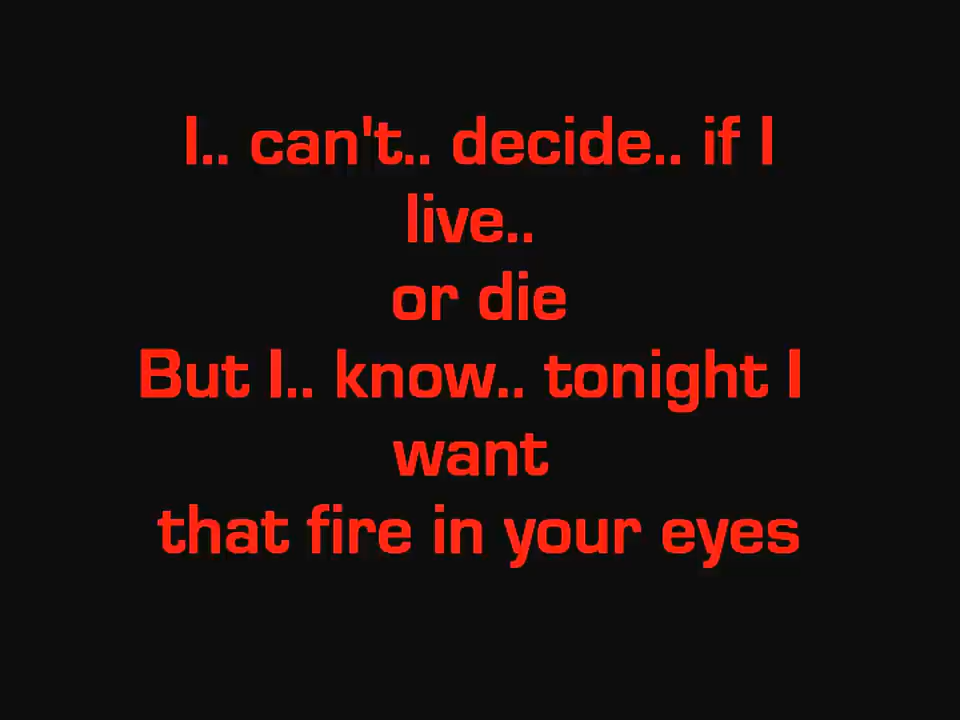 I.. can't.. decide.. if I
live..
or die
But I.. know.. tonight I
want
that fire in your eyes